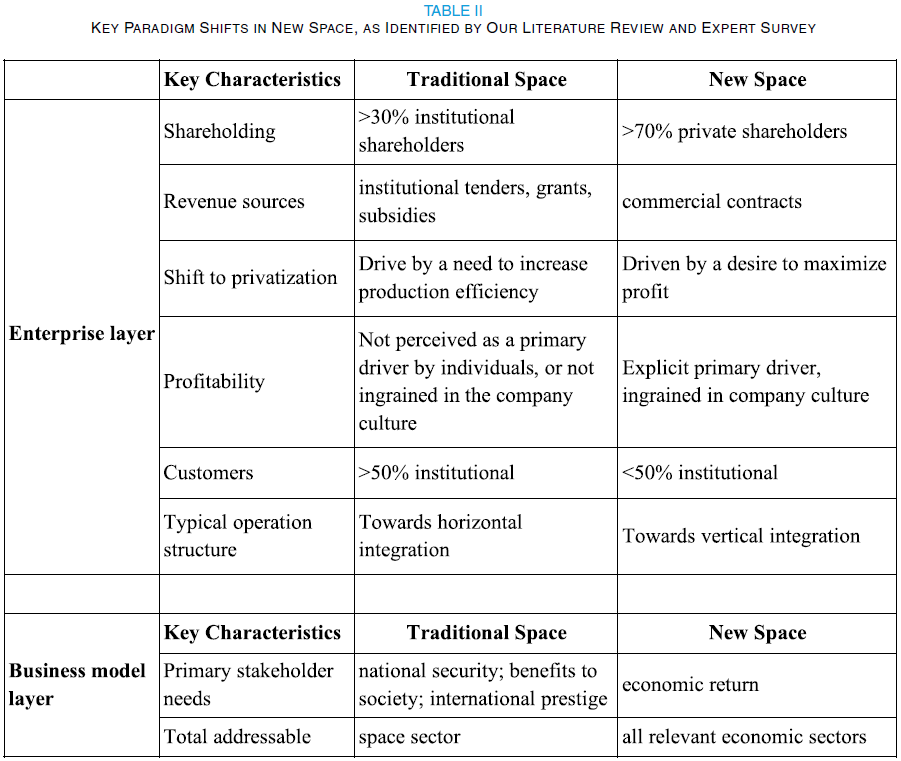 TABLE II
KEY PARADIGM SHIFTS IN NEW SPACE, AS IDENTIFIED BY OUR LITERATURE REVIEW AND EXPERT SURVEY
Key Characteristics Traditional Space New Space
Enterprise layer
Shareholding
>30% institutional
shareholders
>70% private shareholders
Revenue sources
institutional tenders, grants,
subsidies
commercial contracts
Shift to privatization
Drive by a need to increase
production efficiency
Driven by a desire to maximize
profit
Profitability
Not perceived as a primary
driver by individuals, or not
ingrained in the company
culture
Explicit primary driver,
ingrained in company culture
Customers
>50% institutional
<50% institutional
Typical operation
structure
Towards horizontal
integration
Towards vertical integration
Business model
layer
Key Characteristics Traditional Space New Space
Primary stakeholder
needs
national security; benefits to
society; international prestige
economic return
Total addressable
space sector
all relevant economic sectors